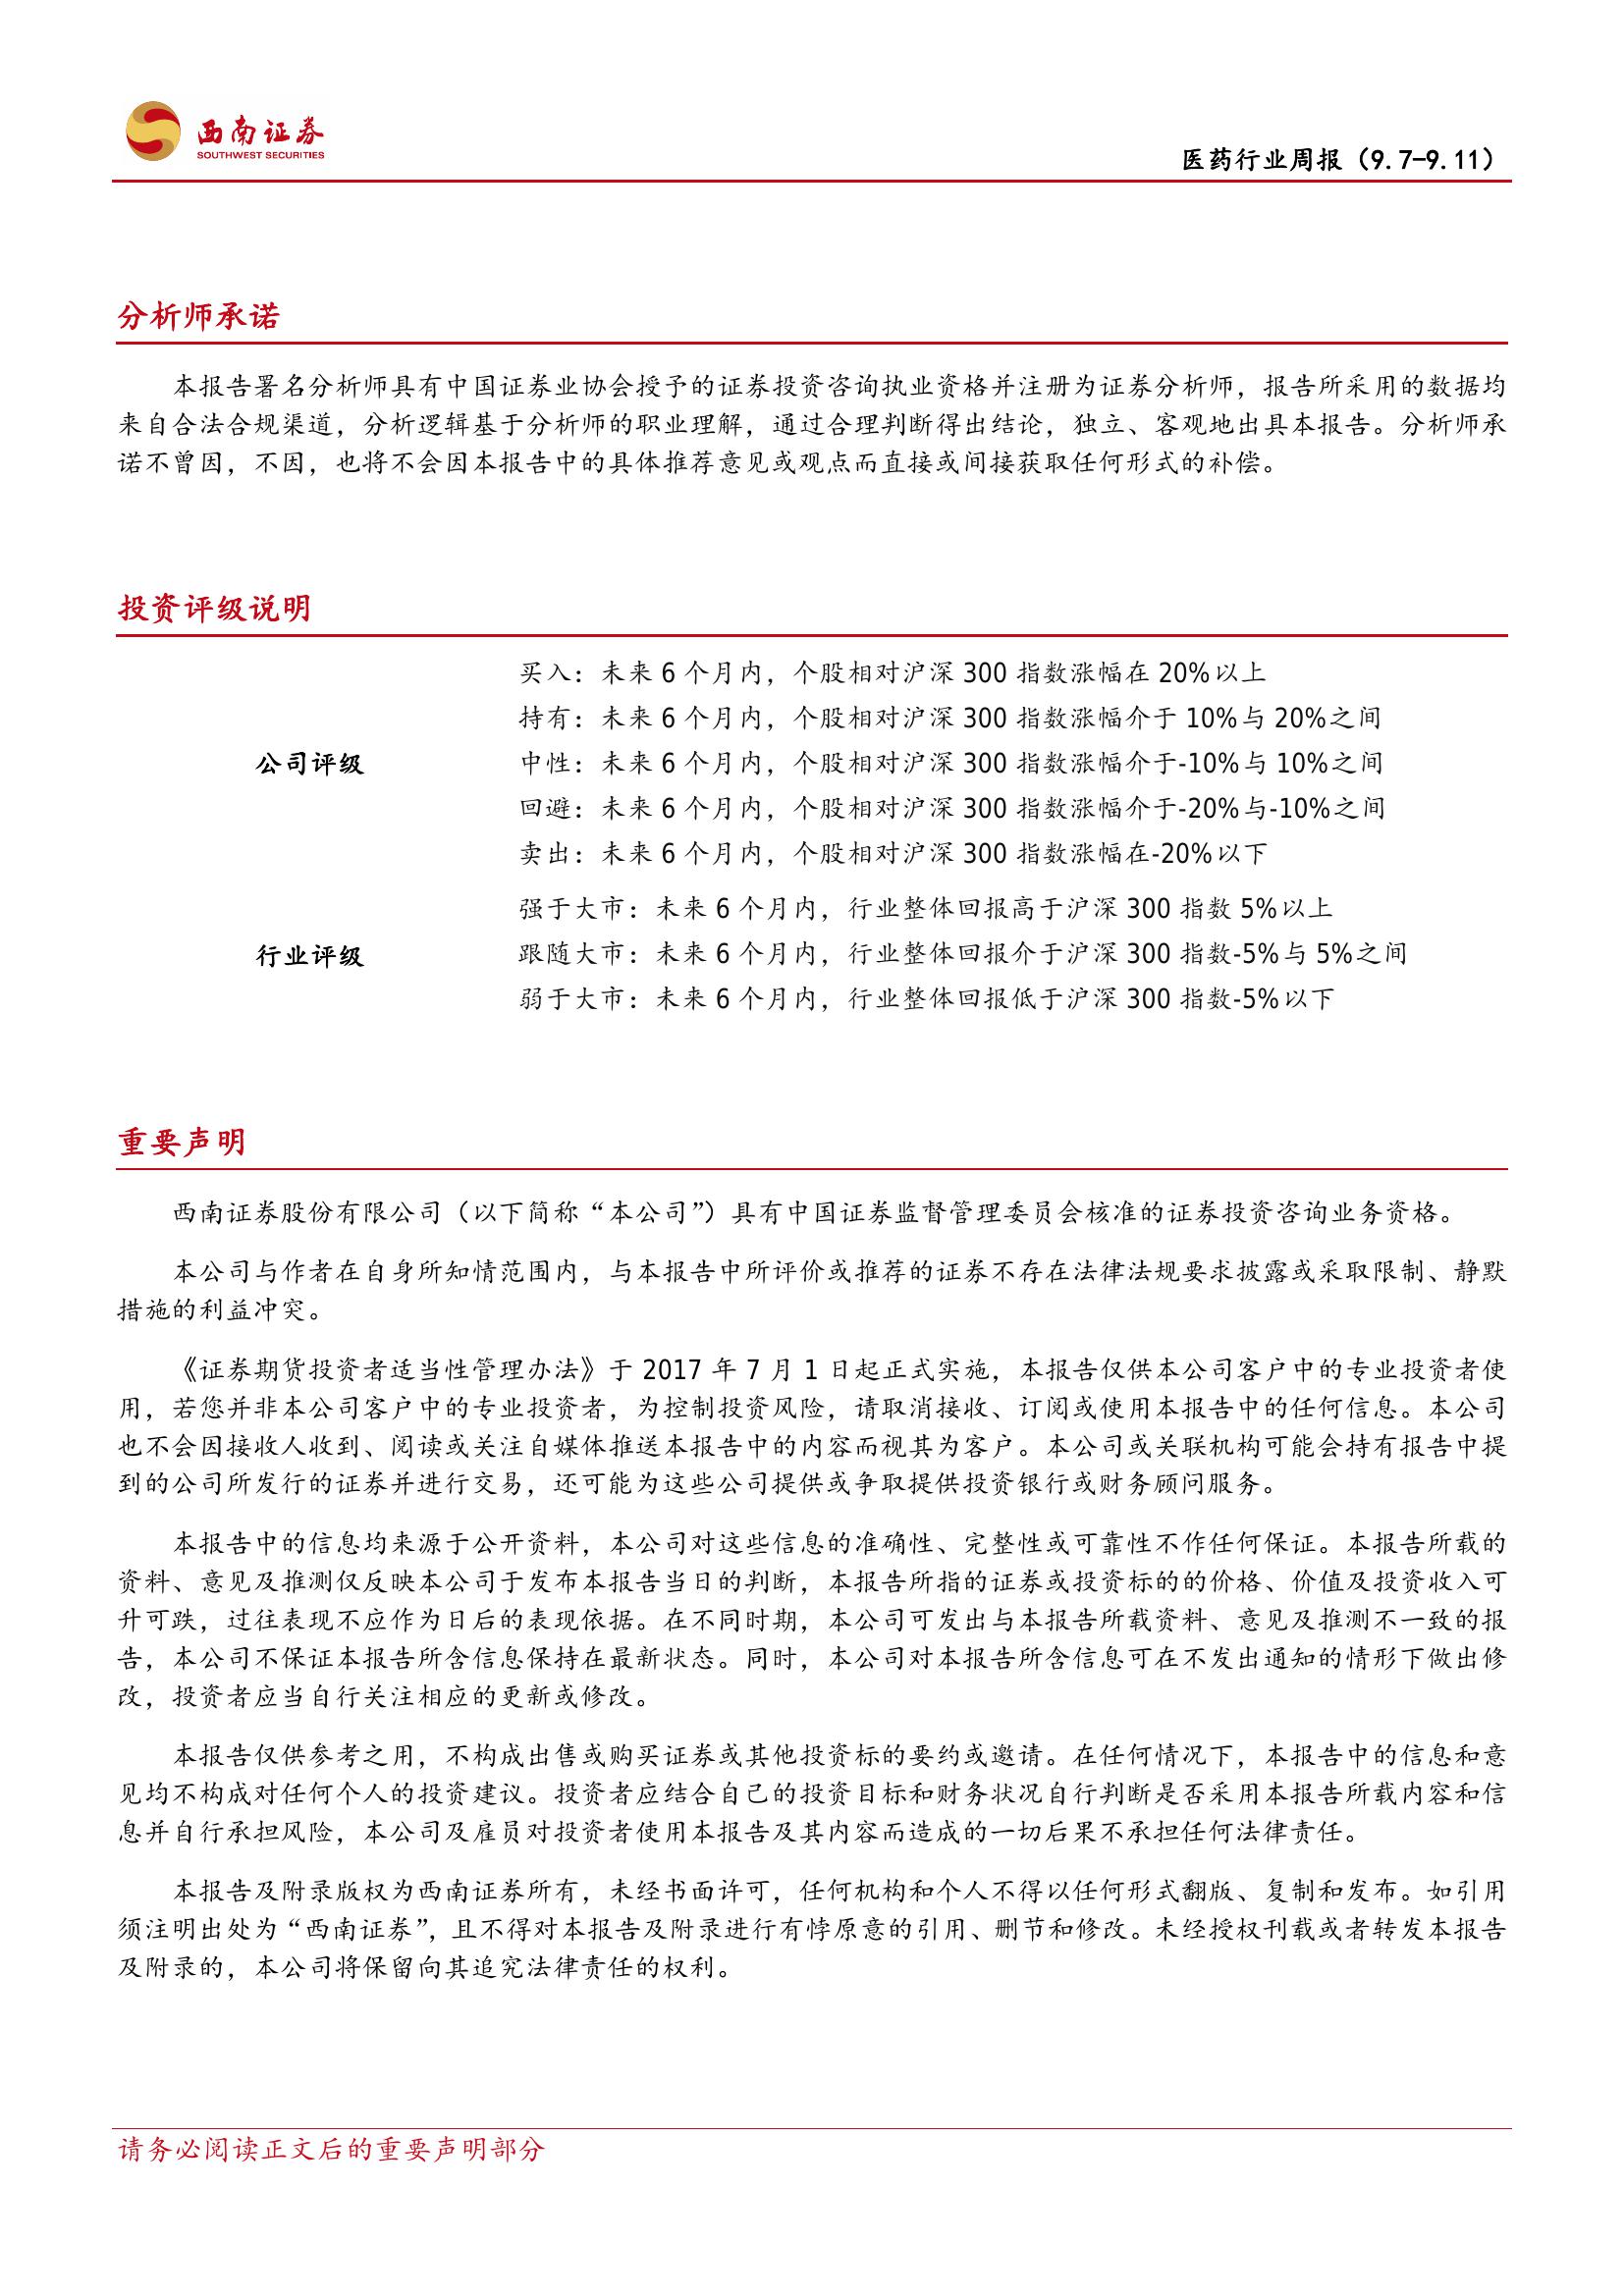 西南证券
SOUTHWEST SECURITIES
医药行业周报（9.7-9.11）
分析师承诺
本报告署名分析师具有中国证券业协会授予的证券投资咨询执业资格并注册为证券分析师，报告所采用的数据均
来自合法合规渠道，分析逻辑基于分析师的职业理解，通过合理判断得出结论，独立、客观地出具本报告。分析师承
诺不曾因，不因，也将不会因本报告中的具体推荐意见或观点而直接或间接获取任何形式的补偿。
投资评级说明
公司评级
买入：未来 6 个月内，个股相对沪深 300 指数涨幅在 20%以上
持有：未来 6 个月内，个股相对沪深 300 指数涨幅介于 10%与 20%之间
中性：未来 6 个月内，个股相对沪深 300 指数涨幅介于-10%与 10%之间
回避：未来 6 个月内，个股相对沪深 300 指数涨幅介于-20%与-10%之间
卖出：未来 6 个月内，个股相对沪深 300 指数涨幅在-20%以下
行业评级
强于大市：未来 6 个月内，行业整体回报高于沪深 300 指数 5%以上
跟随大市：未来 6 个月内，行业整体回报介于沪深 300 指数-5%与 5%之间
弱于大市：未来 6 个月内，行业整体回报低于沪深 300 指数-5%以下
重要声明
西南证券股份有限公司（以下简称“本公司”）具有中国证券监督管理委员会核准的证券投资咨询业务资格。
本公司与作者在自身所知情范围内，与本报告中所评价或推荐的证券不存在法律法规要求披露或采取限制、静默
措施的利益冲突。
《证券期货投资者适当性管理办法》于 2017 年 7 月 1 日起正式实施，本报告仅供本公司客户中的专业投资者使
用，若您并非本公司客户中的专业投资者，为控制投资风险，请取消接收、订阅或使用本报告中的任何信息。本公司
也不会因接收人收到、阅读或关注自媒体推送本报告中的内容而视其为客户。本公司或关联机构可能会持有报告中提
到的公司所发行的证券并进行交易，还可能为这些公司提供或争取提供投资银行或财务顾问服务。
本报告中的信息均来源于公开资料，本公司对这些信息的准确性、完整性或可靠性不作任何保证。本报告所载的
资料、意见及推测仅反映本公司于发布本报告当日的判断，本报告所指的证券或投资标的的价格、价值及投资收入可
升可跌，过往表现不应作为日后的表现依据。在不同时期，本公司可发出与本报告所载资料、意见及推测不一致的报
告，本公司不保证本报告所含信息保持在最新状态。同时，本公司对本报告所含信息可在不发出通知的情形下做出修
改，投资者应当自行关注相应的更新或修改。
本报告仅供参考之用，不构成出售或购买证券或其他投资标的要约或邀请。在任何情况下，本报告中的信息和意
见均不构成对任何个人的投资建议。投资者应结合自己的投资目标和财务状况自行判断是否采用本报告所载内容和信
息并自行承担风险，本公司及雇员对投资者使用本报告及其内容而造成的一切后果不承担任何法律责任。
本报告及附录版权为西南证券所有，未经书面许可，任何机构和个人不得以任何形式翻版、复制和发布。如引用
须注明出处为“西南证券”，且不得对本报告及附录进行有悖原意的引用、删节和修改。未经授权刊载或者转发本报告
及附录的，本公司将保留向其追究法律责任的权利。
请务必阅读正文后的重要声明部分